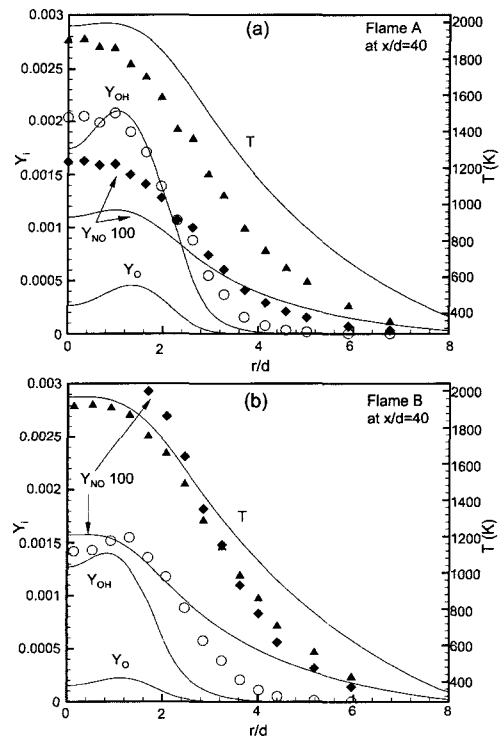 (a)
Flame A
at x/d=40
Y_OH
T
Y_NO 100
Y_O
Y_i
T (K)
0.003
0.0025
0.002
0.0015
0.001
0.0005
0
2000
1800
1600
1400
1200
1000
800
600
400
0 2 4 6 8
r/d
(b)
Flame B
at x/d=40
Y_NO 100
T
Y_OH
Y_O
Y_i
T (K)
0.003
0.0025
0.002
0.0015
0.001
0.0005
0
2000
1800
1600
1400
1200
1000
800
600
400
0 2 4 6 8
r/d